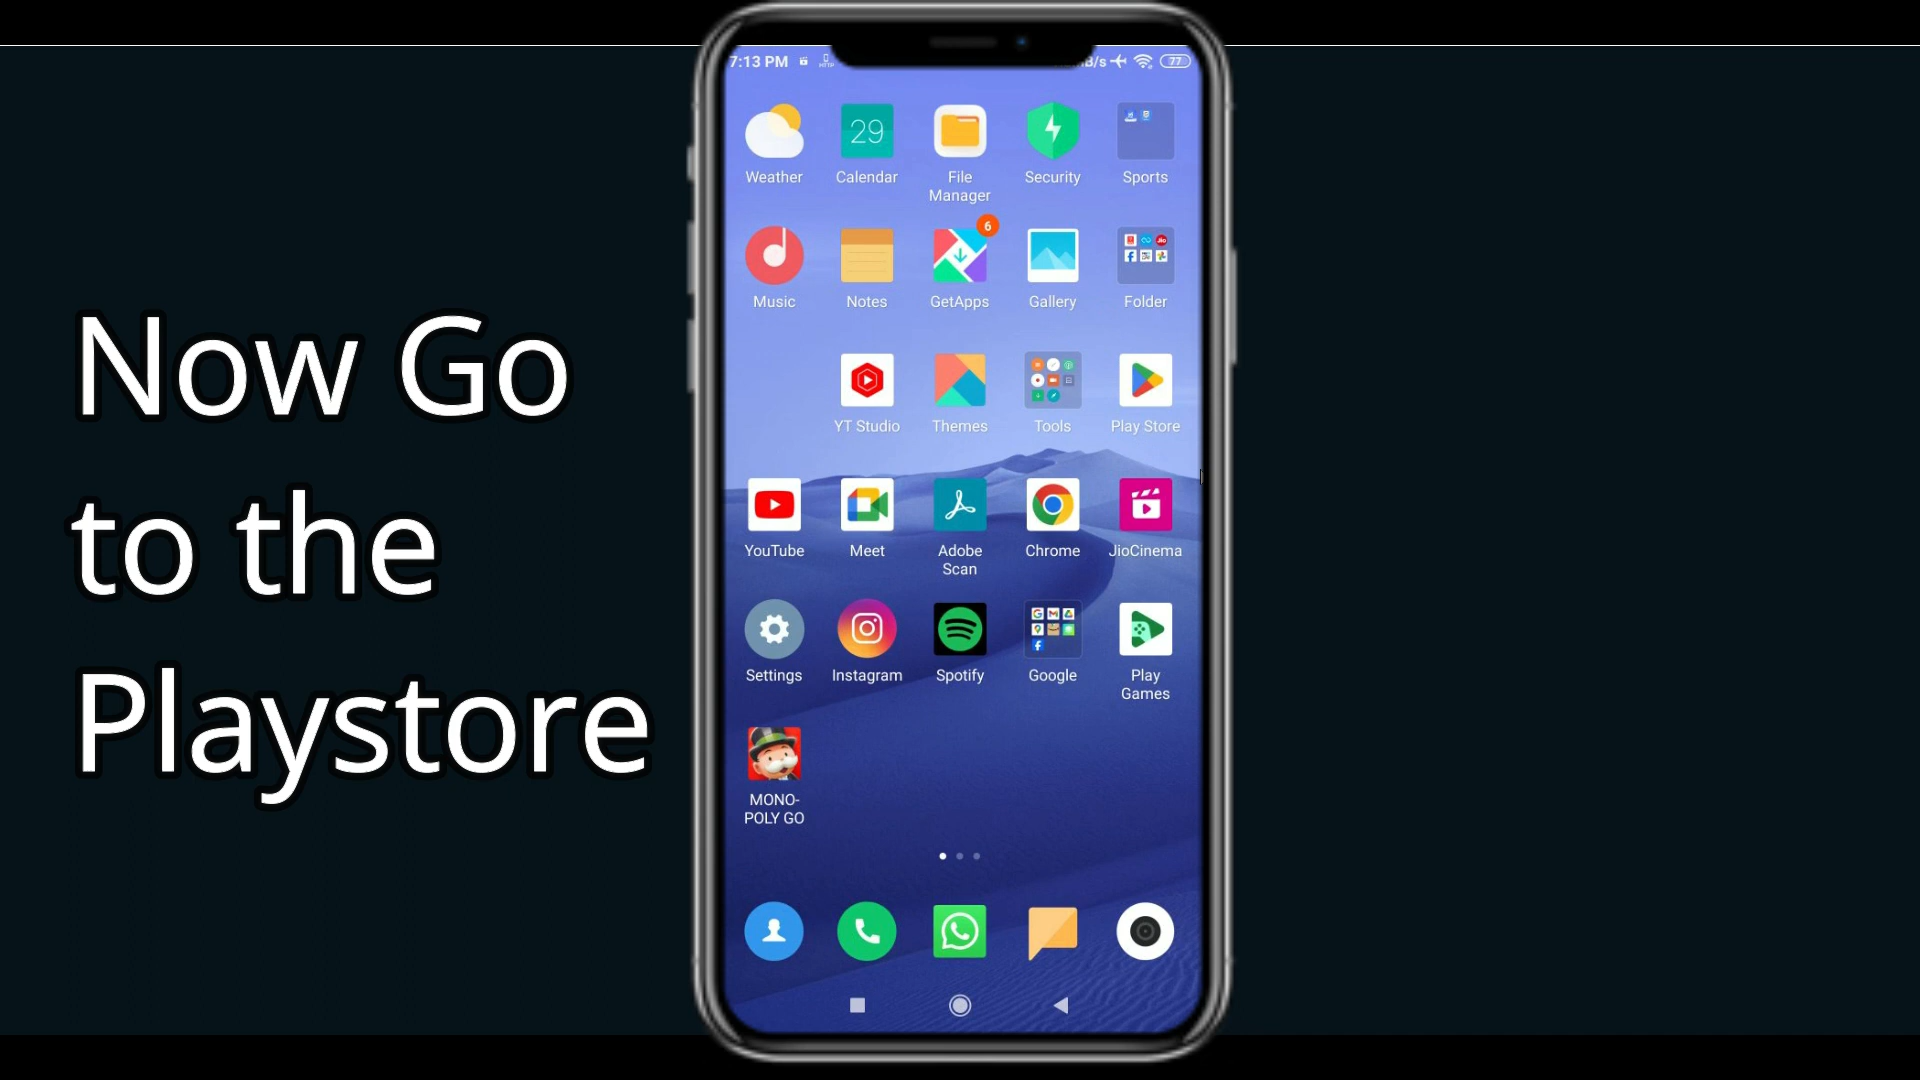 7:13 PM
B/s
77
29
Weather
Calendar
File
Manager
Security
Sports
6
Music
Notes
GetApps
Gallery
Folder
YT Studio
Themes
Tools
Play Store
YouTube
Meet
Adobe
Scan
Chrome
JioCinema
Settings
Instagram
Spotify
Google
Play
Games
MONO-
POLY GO
Now Go
to the
Playstore